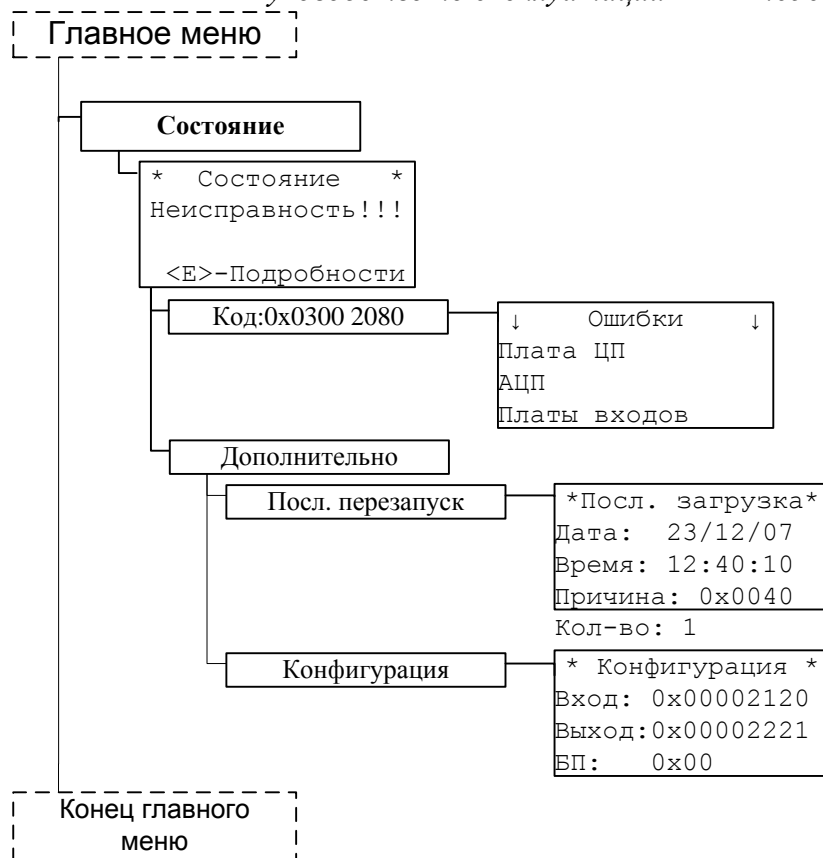 Главное меню
Состояние
* Состояние *
Неисправность!!!
<E>-Подробности
Код:0x0300 2080
↓ Ошибки ↓
Плата ЦП
АЦП
Платы входов
Дополнительно
Посл. перезапуск
*Посл. загрузка*
Дата: 23/12/07
Время: 12:40:10
Причина: 0x0040
Кол-во: 1
Конфигурация
* Конфигурация *
Вход: 0x00002120
Выход:0x00002221
БП: 0x00
Конец главного
меню